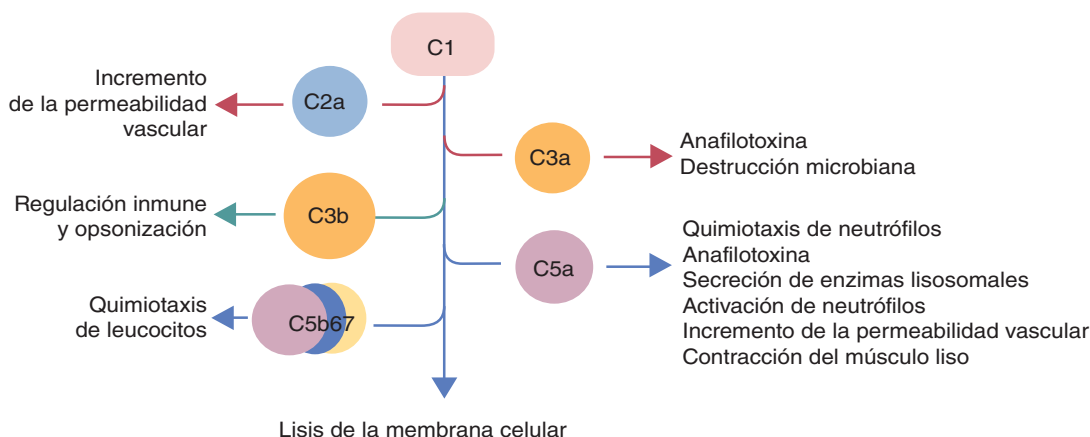 C1
Incremento
de la permeabilidad
vascular
C2a
C3a
Anafilotoxina
Destrucción microbiana
Regulación inmune
y opsonización
C3b
C5a
Quimiotaxis de neutrófilos
Anafilotoxina
Secreción de enzimas lisosomales
Activación de neutrófilos
Incremento de la permeabilidad vascular
Contracción del músculo liso
Quimiotaxis
de leucocitos
C5b67
Lisis de la membrana celular